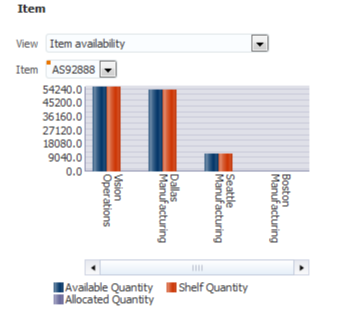 Item
View Item availability
Item AS92888
54240.0
45200.0
36160.0
27120.0
18080.0
9040.0
0.0
Vision Operations
Dallas Manufacturing
Seattle Manufacturing
Boston Manufacturing
Available Quantity Shelf Quantity
Allocated Quantity